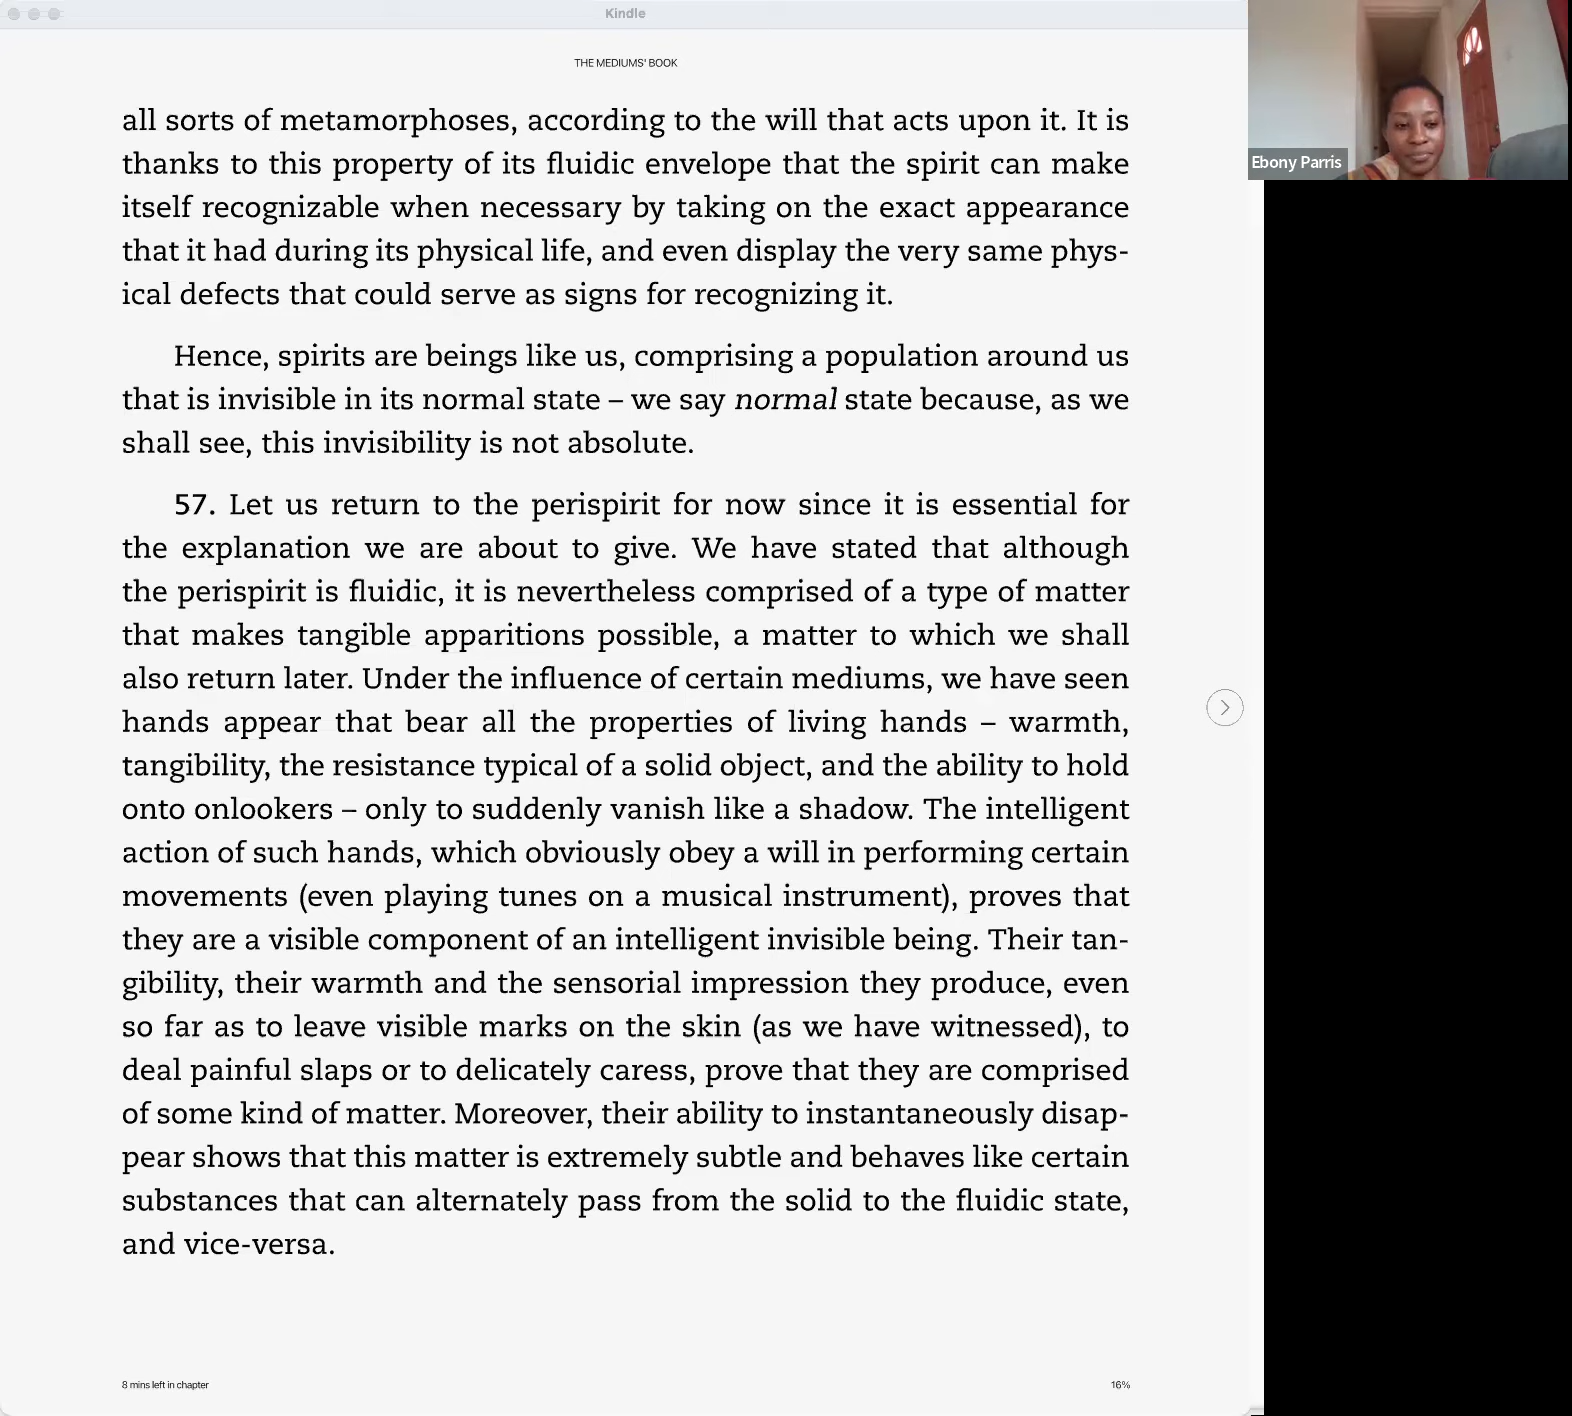 Kindle
THE MEDIUMS' BOOK
all sorts of metamorphoses, according to the will that acts upon it. It is
thanks to this property of its fluidic envelope that the spirit can make
itself recognizable when necessary by taking on the exact appearance
that it had during its physical life, and even display the very same phys-
ical defects that could serve as signs for recognizing it.
Hence, spirits are beings like us, comprising a population around us
that is invisible in its normal state – we say normal state because, as we
shall see, this invisibility is not absolute.
57. Let us return to the perispirit for now since it is essential for
the explanation we are about to give. We have stated that although
the perispirit is fluidic, it is nevertheless comprised of a type of matter
that makes tangible apparitions possible, a matter to which we shall
also return later. Under the influence of certain mediums, we have seen
hands appear that bear all the properties of living hands – warmth,
tangibility, the resistance typical of a solid object, and the ability to hold
onto onlookers – only to suddenly vanish like a shadow. The intelligent
action of such hands, which obviously obey a will in performing certain
movements (even playing tunes on a musical instrument), proves that
they are a visible component of an intelligent invisible being. Their tan-
gibility, their warmth and the sensorial impression they produce, even
so far as to leave visible marks on the skin (as we have witnessed), to
deal painful slaps or to delicately caress, prove that they are comprised
of some kind of matter. Moreover, their ability to instantaneously disap-
pear shows that this matter is extremely subtle and behaves like certain
substances that can alternately pass from the solid to the fluidic state,
and vice-versa.
8 mins left in chapter
16%
Ebony Parris